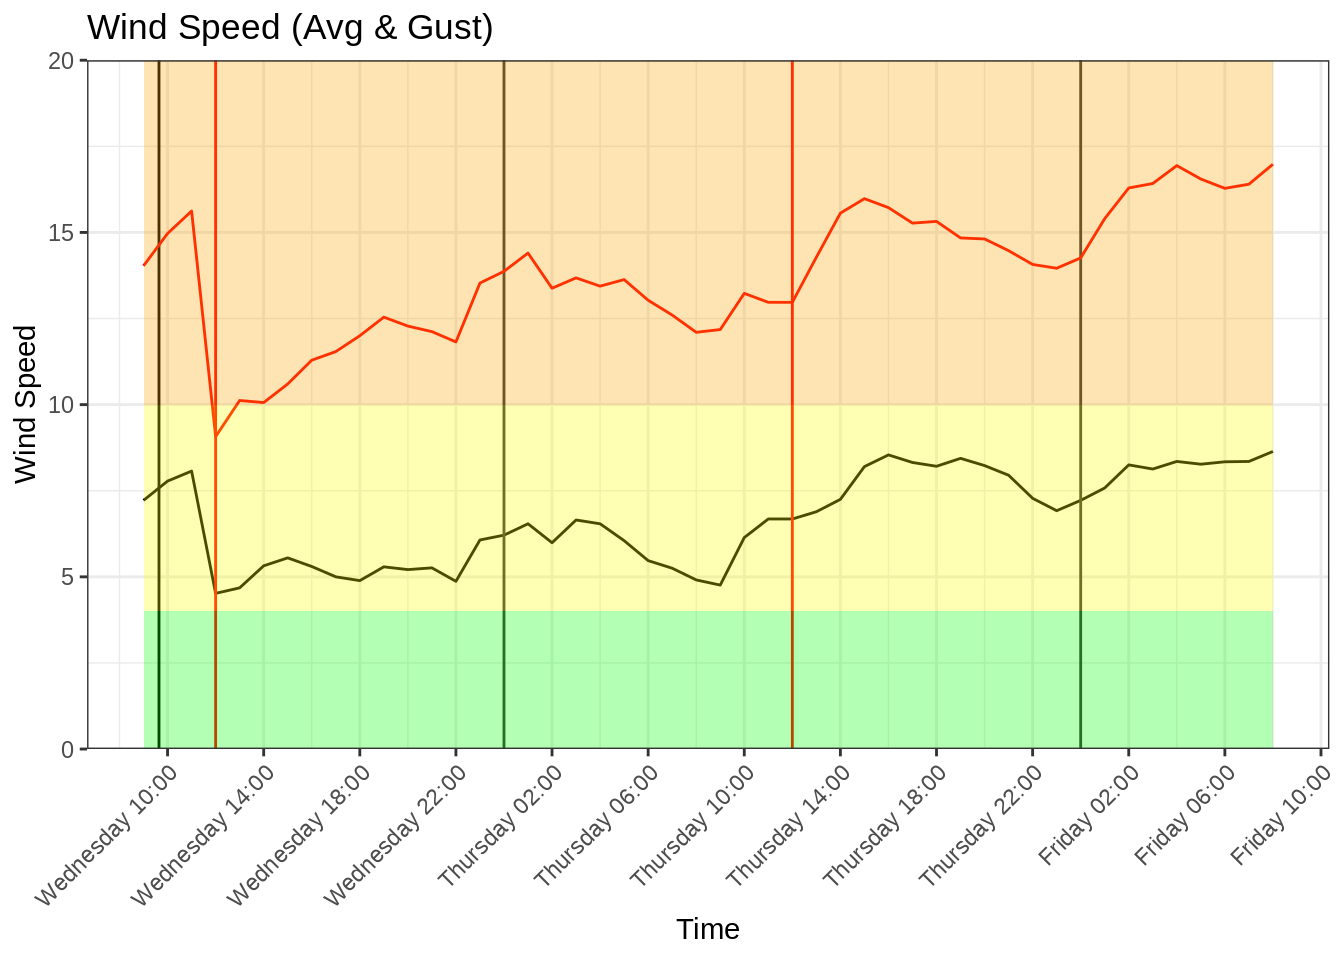 Wind Speed (Avg & Gust)
20
15
10
5
0
Wind Speed
Wednesday 10:00
Wednesday 14:00
Wednesday 18:00
Wednesday 22:00
Thursday 02:00
Thursday 06:00
Thursday 10:00
Thursday 14:00
Thursday 18:00
Thursday 22:00
Friday 02:00
Friday 06:00
Friday 10:00
Time